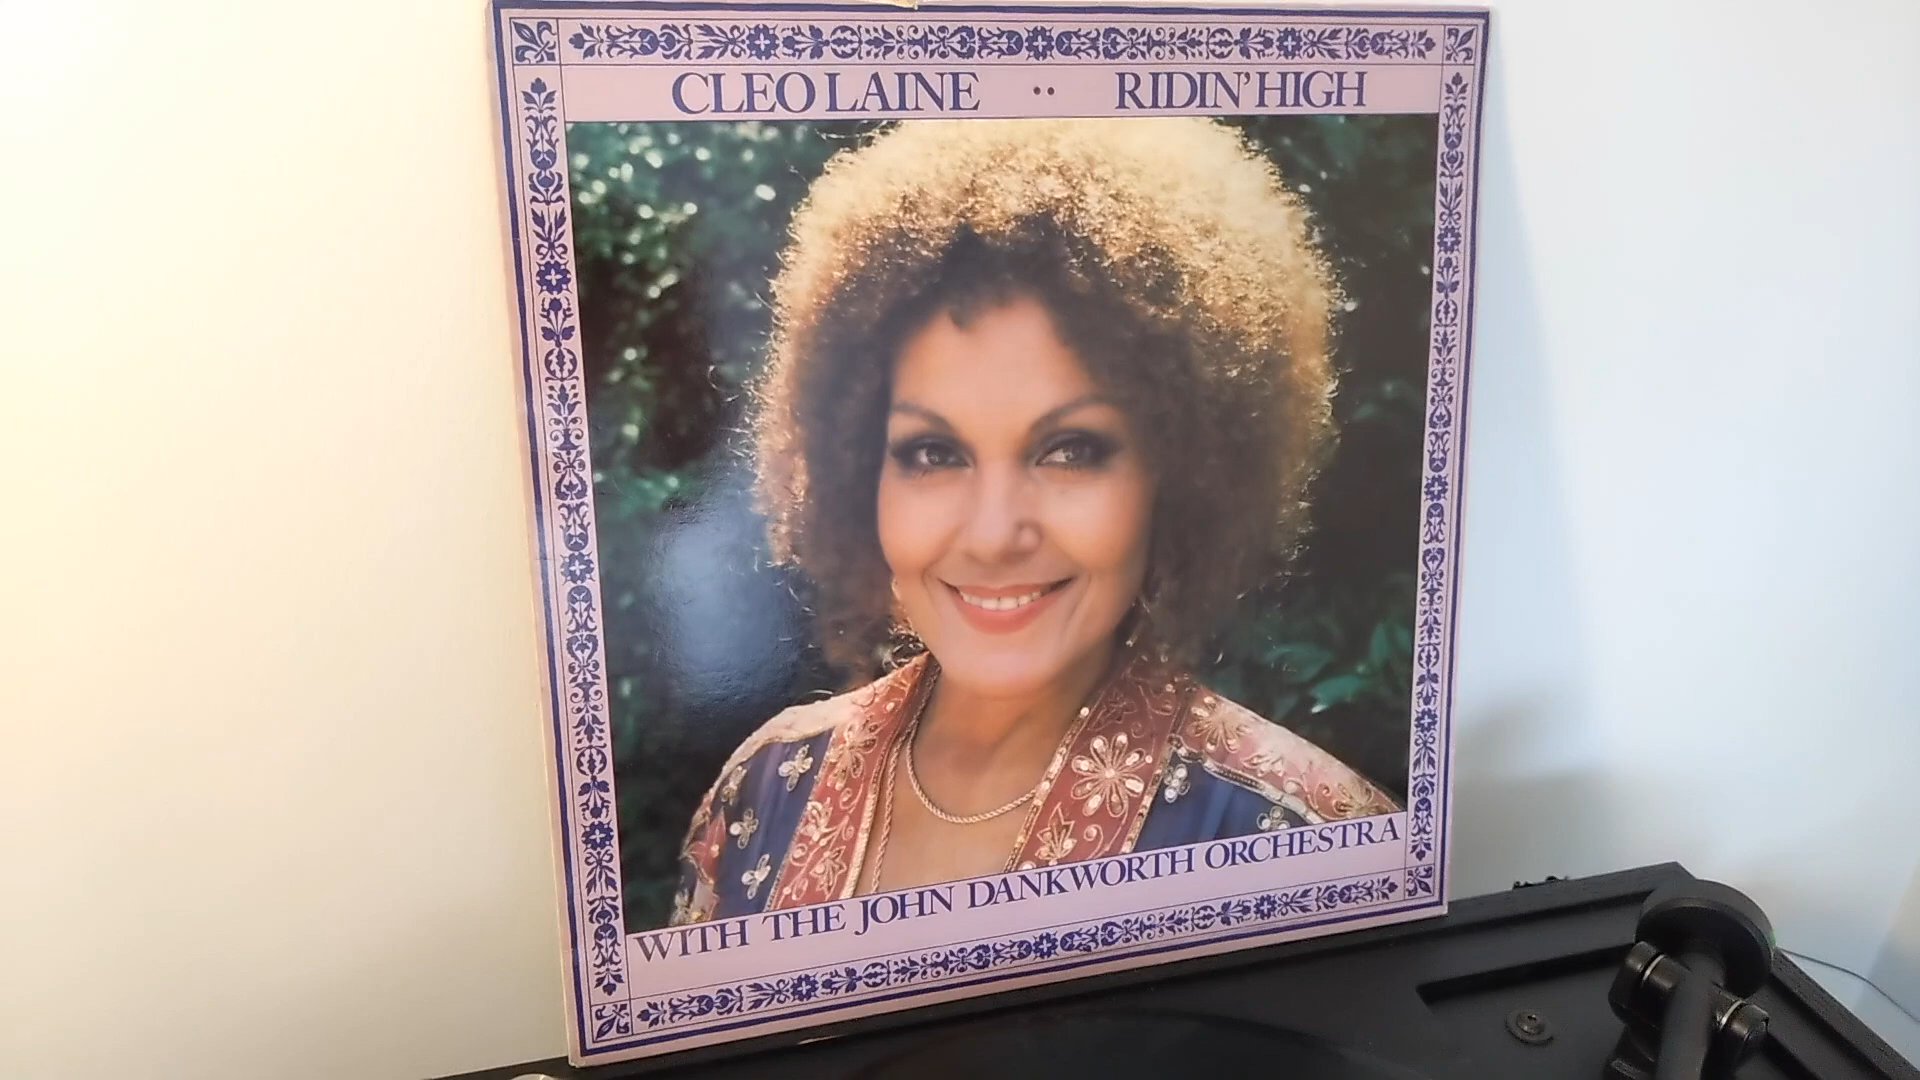 CLEO LAINE •• RIDIN' HIGH
WITH THE JOHN DANKWORTH ORCHESTRA